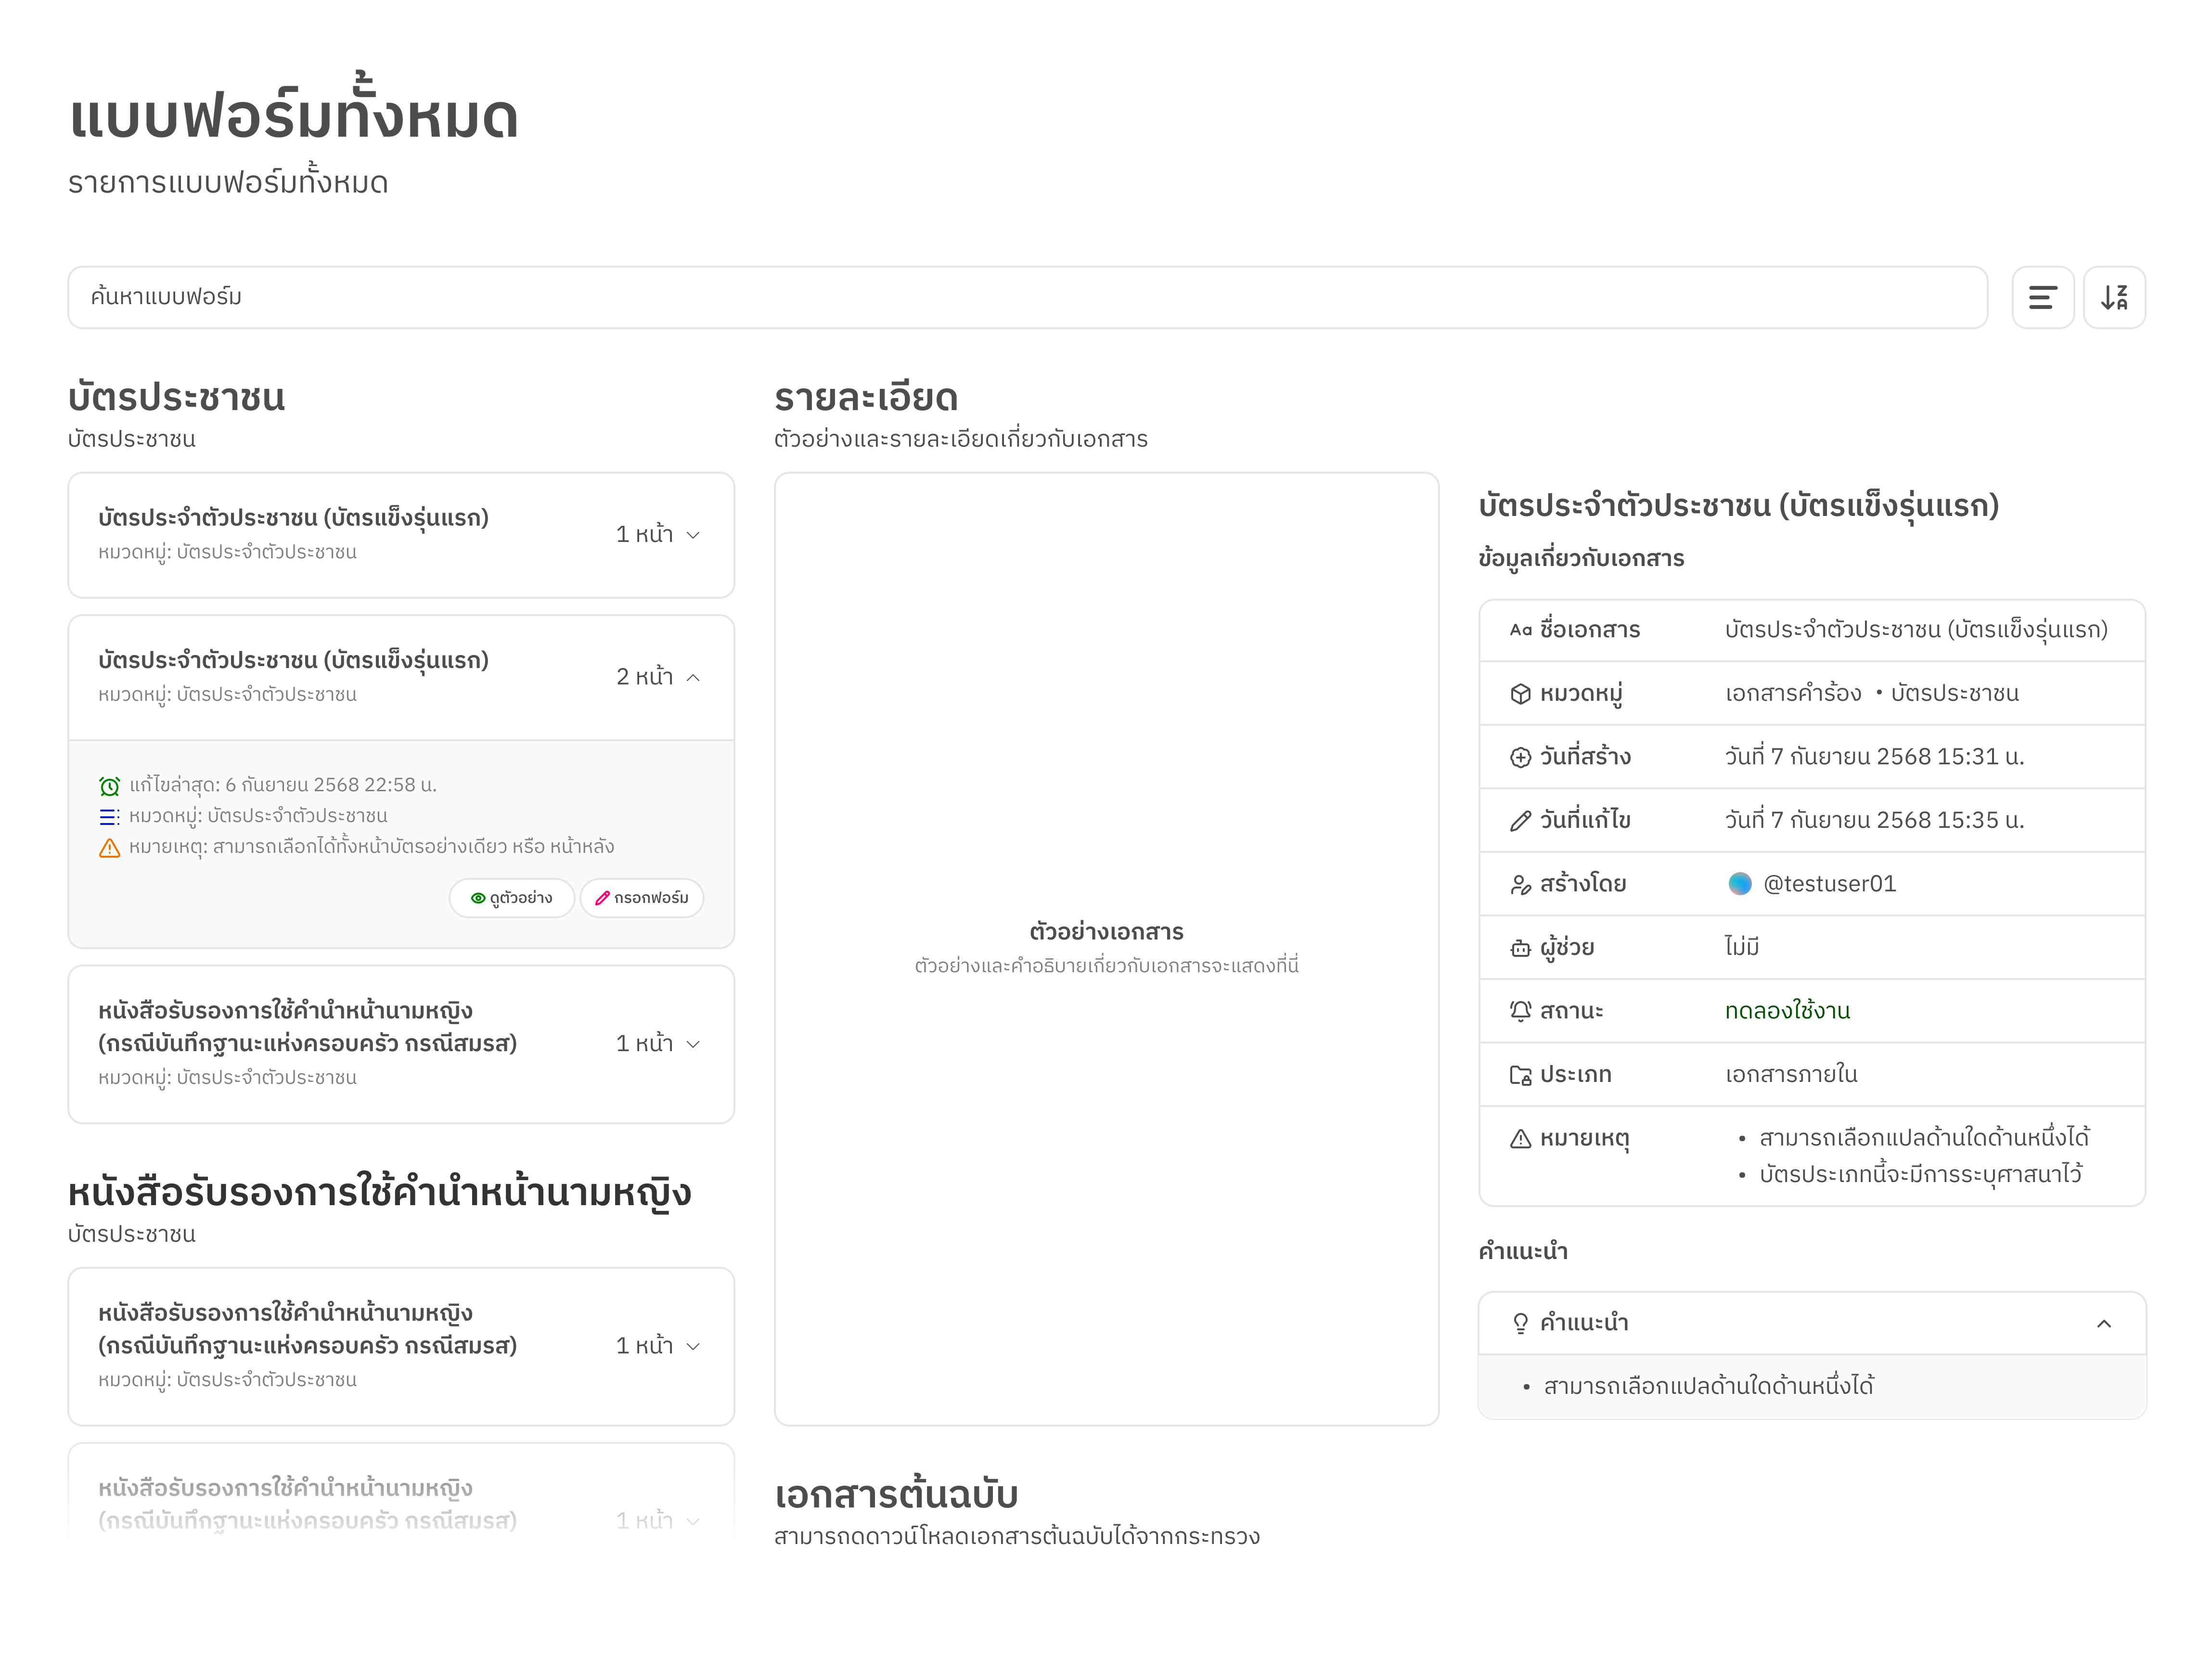 แบบฟอร์มทั้งหมด
รายการแบบฟอร์มทั้งหมด
ค้นหาแบบฟอร์ม
บัตรประชาชน
บัตรประชาชน
บัตรประจำตัวประชาชน (บัตรแข็งรุ่นแรก)
หมวดหมู่: บัตรประจำตัวประชาชน
1 หน้า
บัตรประจำตัวประชาชน (บัตรแข็งรุ่นแรก)
หมวดหมู่: บัตรประจำตัวประชาชน
2 หน้า
แก้ไขล่าสุด: 6 กันยายน 2568 22:58 น.
หมวดหมู่: บัตรประจำตัวประชาชน
หมายเหตุ: สามารถเลือกได้ทั้งหน้าบัตรอย่างเดียว หรือ หน้าหลัง
ดูตัวอย่าง
กรอกฟอร์ม
หนังสือรับรองการใช้คำนำหน้านามหญิง
(กรณีบันทึกฐานะแห่งครอบครัว กรณีสมรส)
หมวดหมู่: บัตรประจำตัวประชาชน
1 หน้า
หนังสือรับรองการใช้คำนำหน้านามหญิง
บัตรประชาชน
หนังสือรับรองการใช้คำนำหน้านามหญิง
(กรณีบันทึกฐานะแห่งครอบครัว กรณีสมรส)
หมวดหมู่: บัตรประจำตัวประชาชน
1 หน้า
หนังสือรับรองการใช้คำนำหน้านามหญิง
(กรณีบันทึกฐานะแห่งครอบครัว กรณีสมรส)
1 หน้า
รายละเอียด
ตัวอย่างและรายละเอียดเกี่ยวกับเอกสาร
ตัวอย่างเอกสาร
ตัวอย่างและคำอธิบายเกี่ยวกับเอกสารจะแสดงที่นี่
เอกสารต้นฉบับ
สามารถดดาวน์โหลดเอกสารต้นฉบับได้จากกระทรวง
บัตรประจำตัวประชาชน (บัตรแข็งรุ่นแรก)
ข้อมูลเกี่ยวกับเอกสาร
ชื่อเอกสาร บัตรประจำตัวประชาชน (บัตรแข็งรุ่นแรก)
หมวดหมู่ เอกสารคำร้อง • บัตรประชาชน
วันที่สร้าง วันที่ 7 กันยายน 2568 15:31 น.
วันที่แก้ไข วันที่ 7 กันยายน 2568 15:35 น.
สร้างโดย @testuser01
ผู้ช่วย ไม่มี
สถานะ ทดลองใช้งาน
ประเภท เอกสารภายใน
หมายเหตุ • สามารถเลือกแปลด้านใดด้านหนึ่งได้
• บัตรประเภทนี้จะมีการระบุศาสนาไว้
คำแนะนำ
คำแนะนำ
• สามารถเลือกแปลด้านใดด้านหนึ่งได้